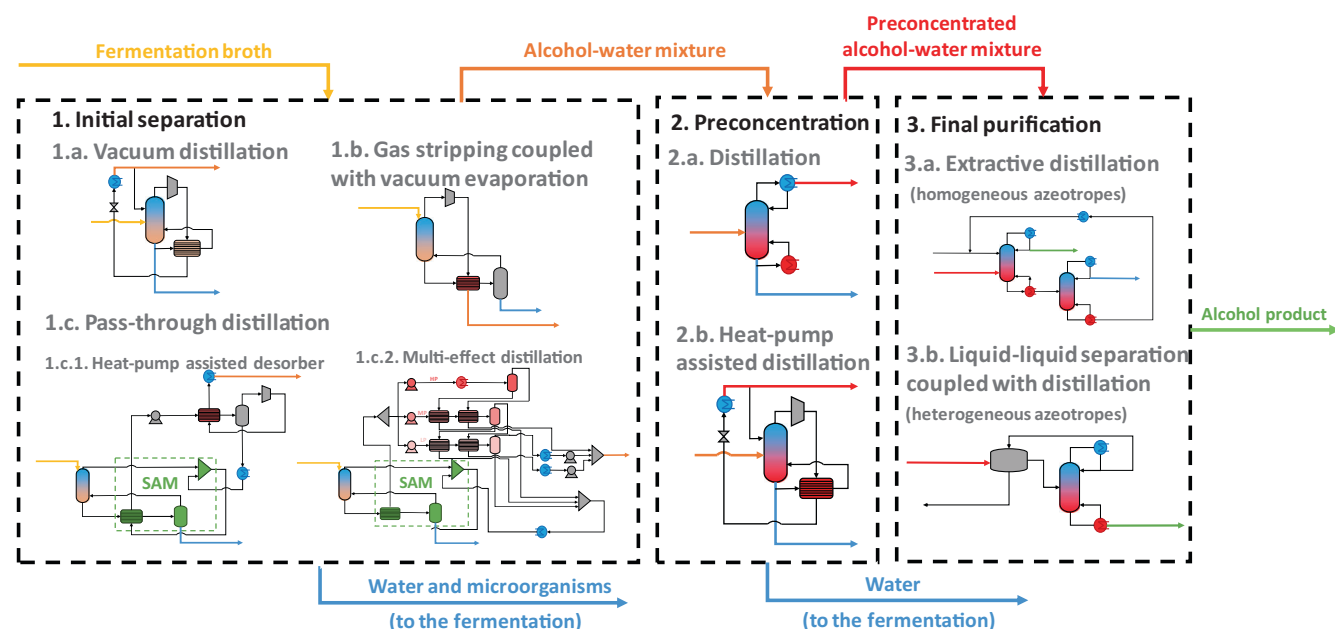 Fermentation broth
Alcohol-water mixture
Preconcentrated
alcohol-water mixture
1. Initial separation
1.a. Vacuum distillation
1.b. Gas stripping coupled
with vacuum evaporation
1.c. Pass-through distillation
1.c.1. Heat-pump assisted desorber
1.c.2. Multi-effect distillation
HP
MP
SAM
SAM
2. Preconcentration
2.a. Distillation
2.b. Heat-pump
assisted distillation
3. Final purification
3.a. Extractive distillation
(homogeneous azeotropes)
3.b. Liquid-liquid separation
coupled with distillation
(heterogeneous azeotropes)
Alcohol product
Water and microorganisms
(to the fermentation)
Water
(to the fermentation)